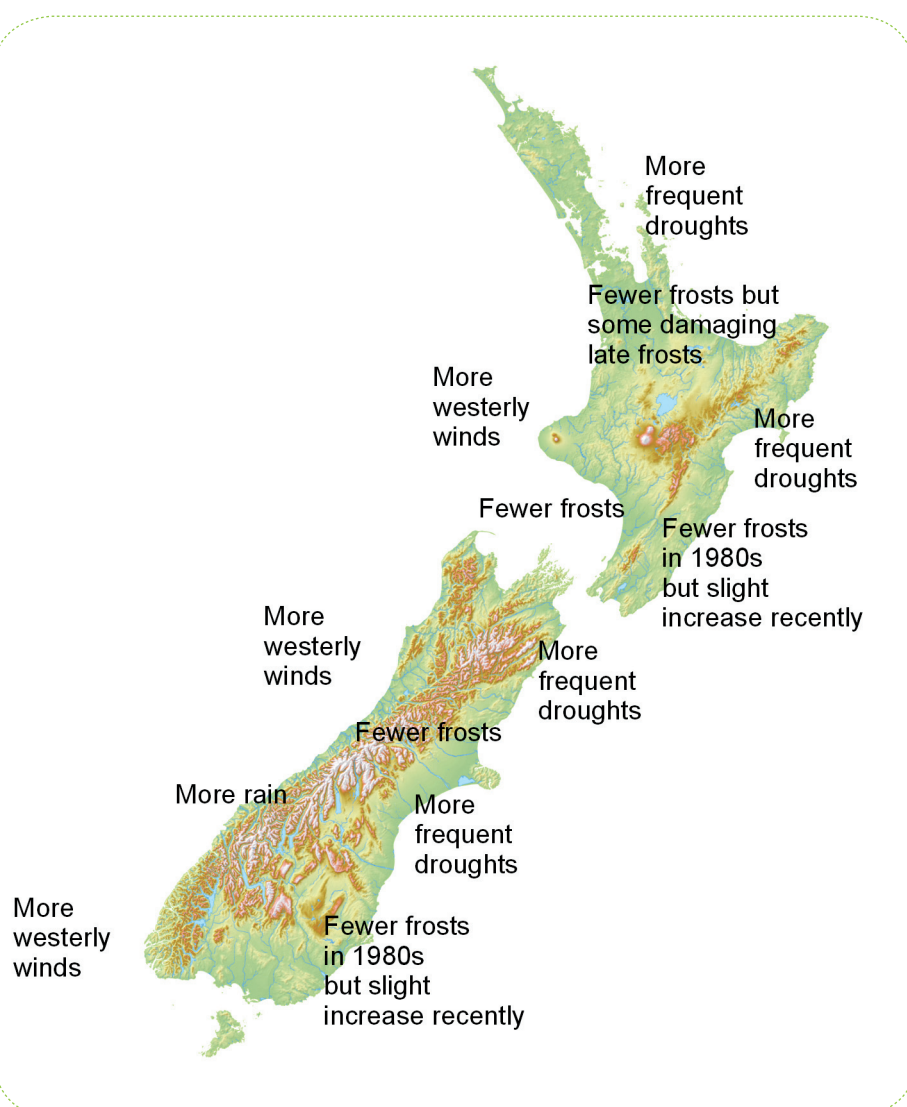 More
frequent
droughts
Fewer frosts but
some damaging
late frosts
More
westerly
winds
More
frequent
droughts
Fewer frosts
Fewer frosts
in 1980s
but slight
increase recently
More
westerly
winds
More
frequent
droughts
Fewer frosts
More rain
More
frequent
droughts
More
westerly
winds
Fewer frosts
in 1980s
but slight
increase recently